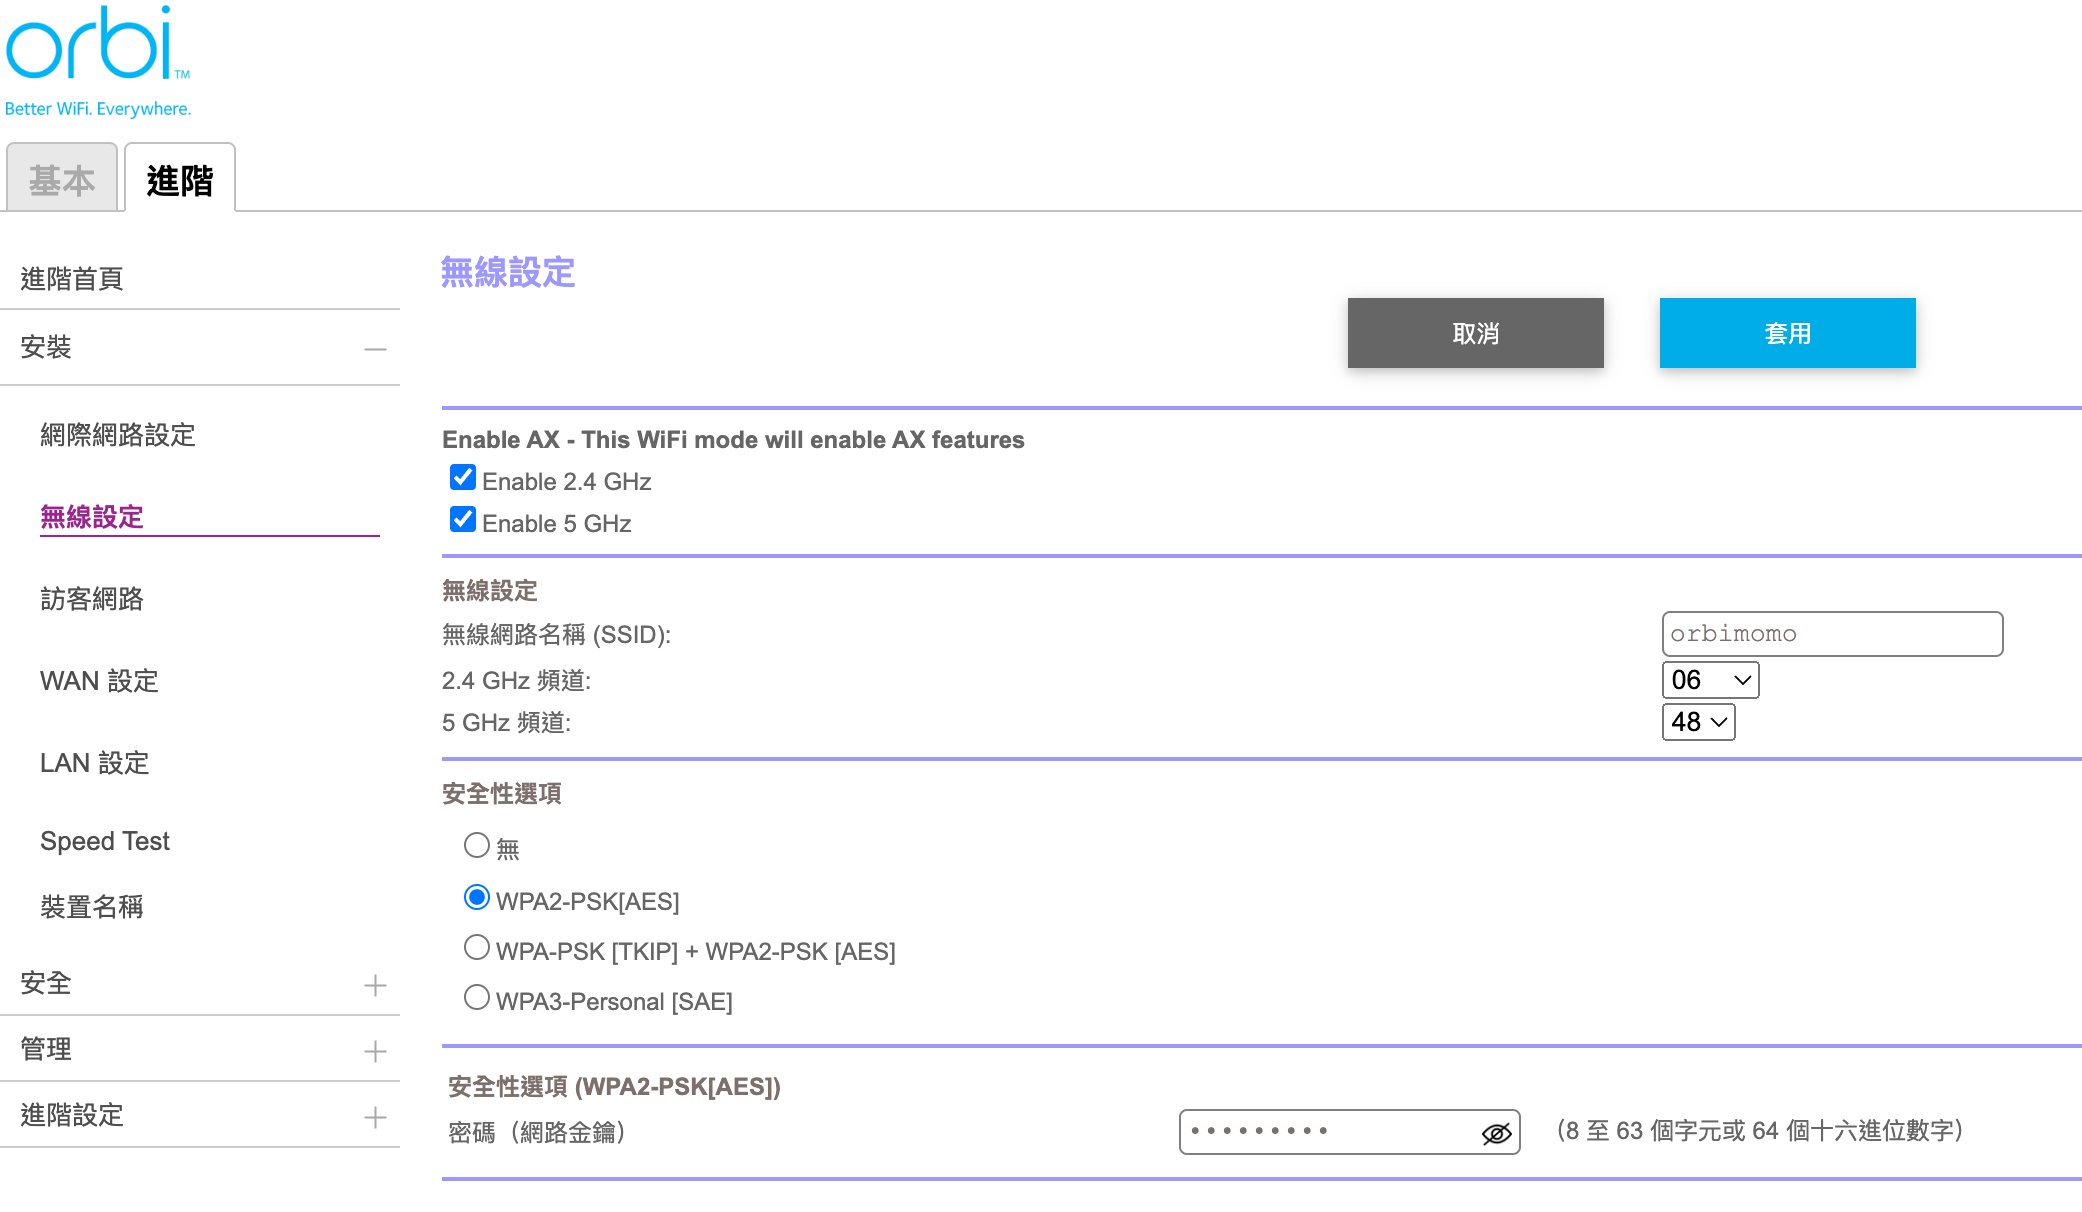 orbi™
Better WiFi. Everywhere.
基本
進階
進階首頁
安裝
網際網路設定
無線設定
訪客網路
WAN 設定
LAN 設定
Speed Test
裝置名稱
安全
管理
進階設定
無線設定
取消
套用
Enable AX - This WiFi mode will enable AX features
Enable 2.4 GHz
Enable 5 GHz
無線設定
無線網路名稱 (SSID): orbimomo
2.4 GHz 頻道: 06
5 GHz 頻道: 48
安全性選項
無
WPA2-PSK[AES]
WPA-PSK [TKIP] + WPA2-PSK [AES]
WPA3-Personal [SAE]
安全性選項 (WPA2-PSK[AES])
密碼（網路金鑰） ••••••••• （8 至 63 個字元或 64 個十六進位數字）